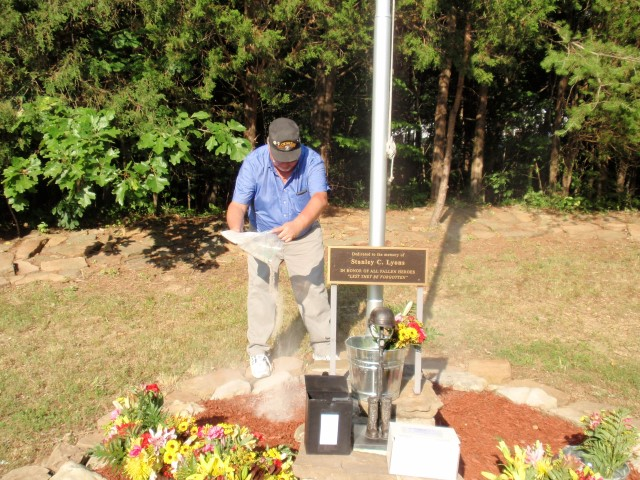 Dedicated to the memory of
Stanley C. Lyons
IN HONOR OF ALL FALLEN HEROES
"LEST THEY BE FORGOTTEN"